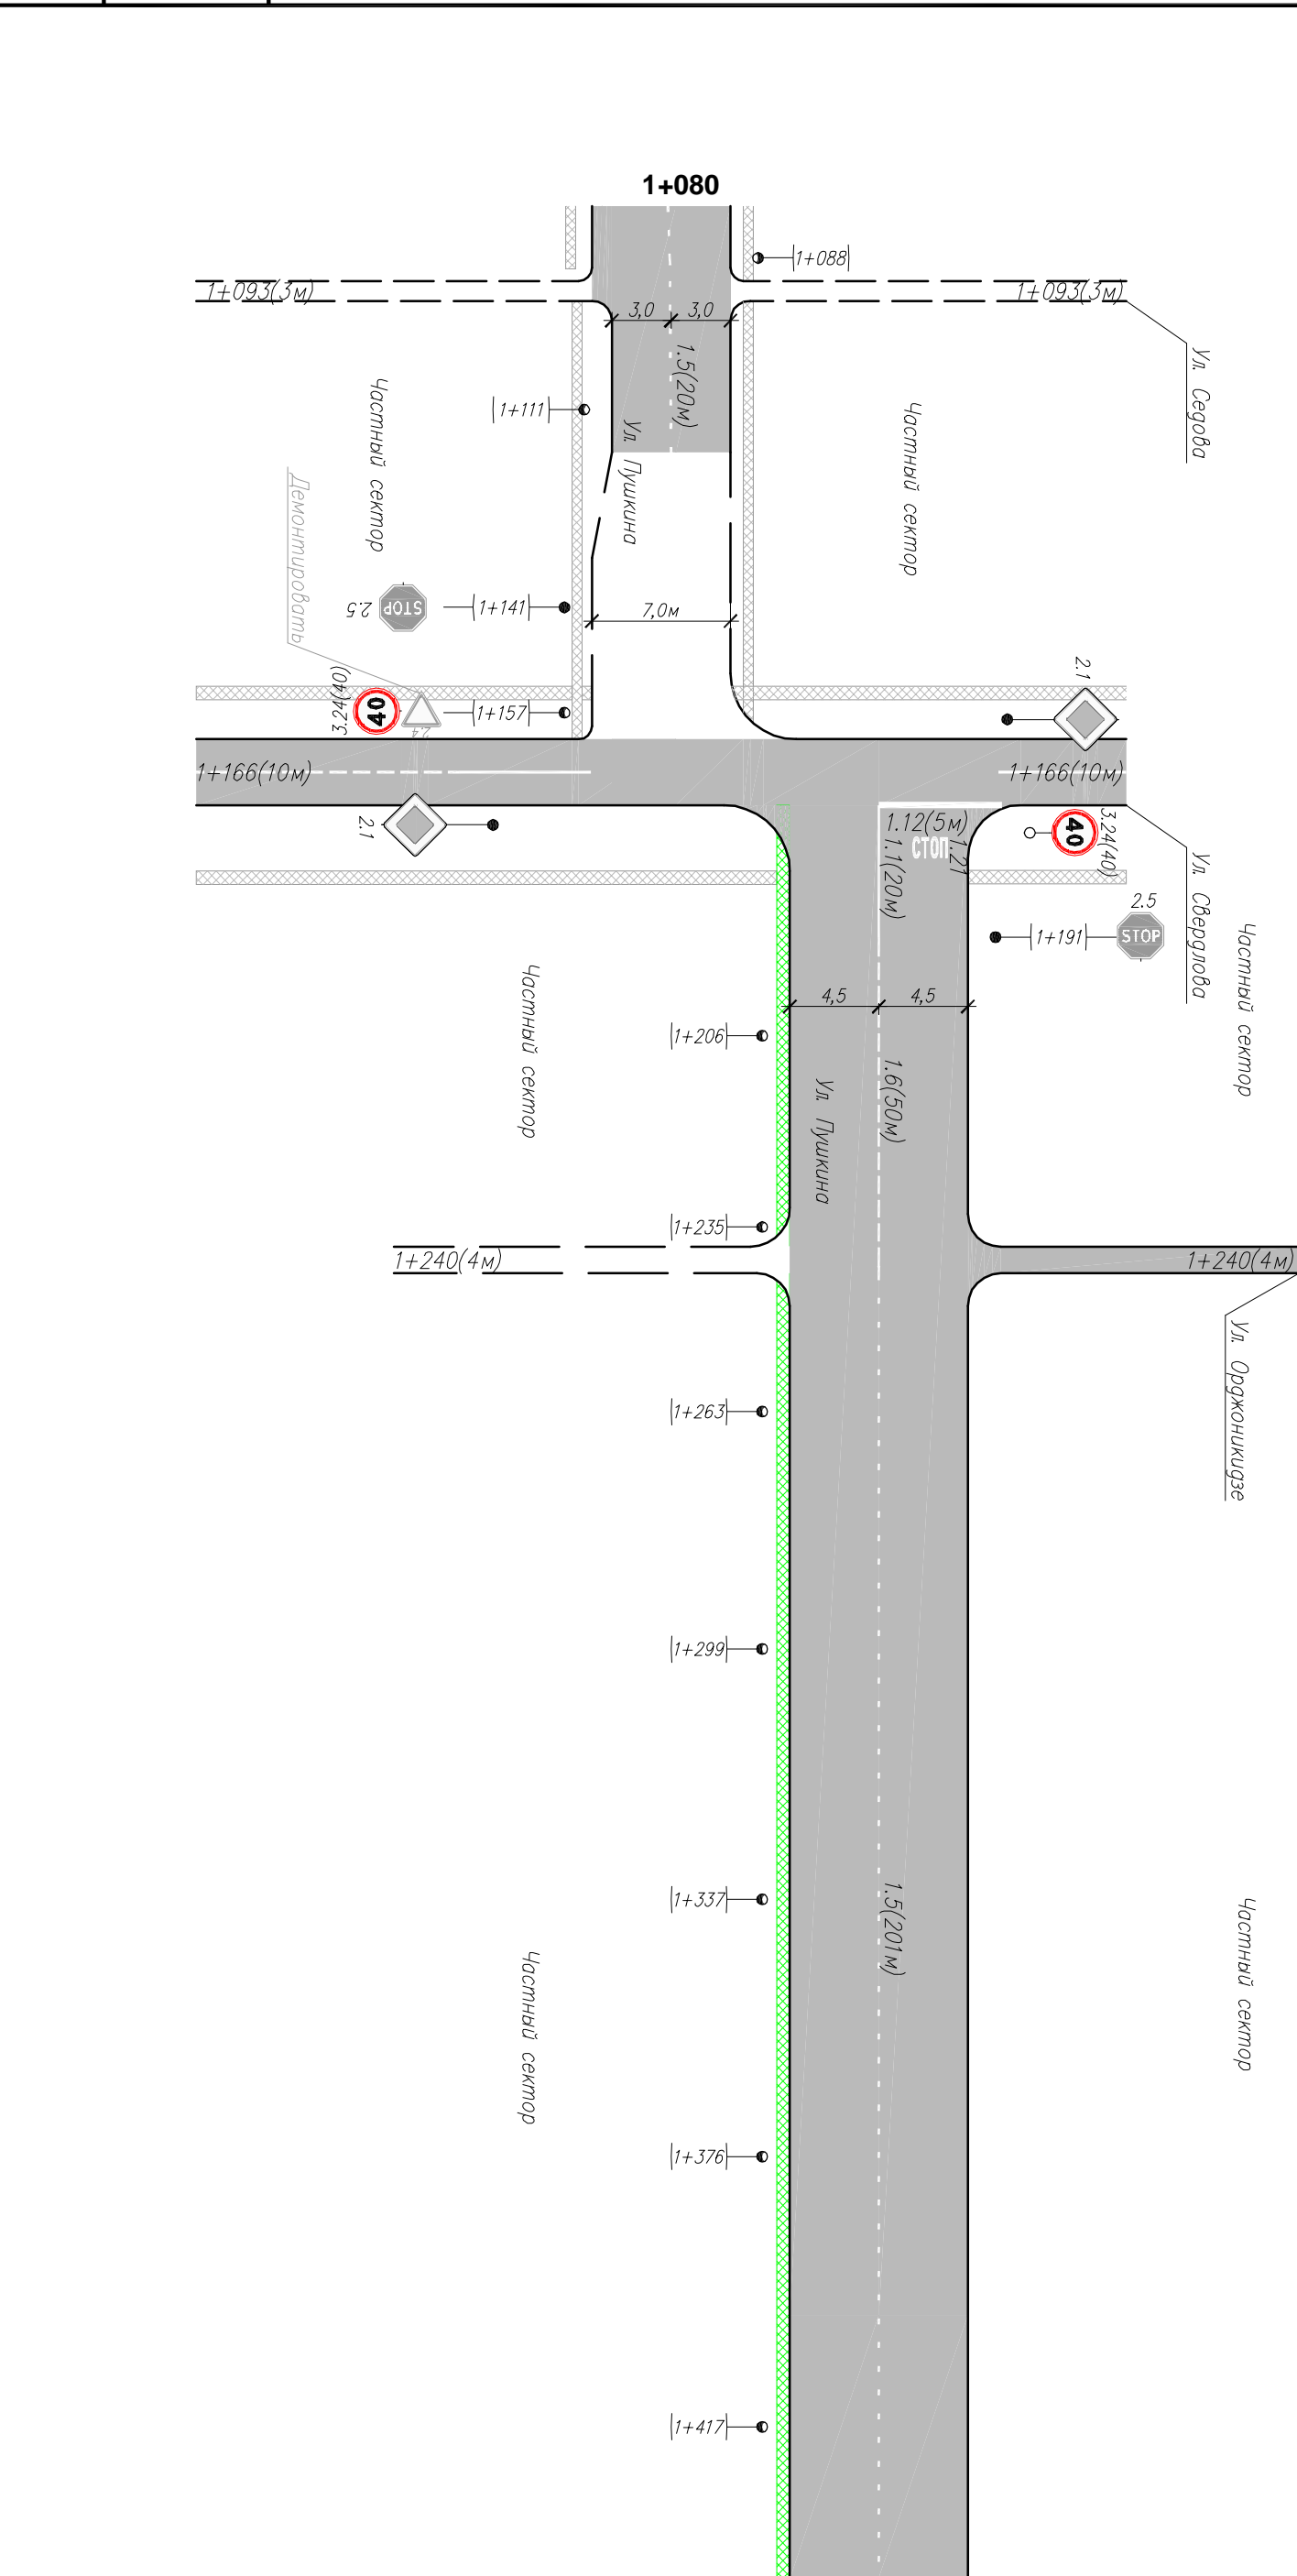 1+080
1+088
1+093(3м)
1+093(3м)
3,0
3,0
1.5(20м)
Ул. Седова
Частный сектор
1+111
Ул. Пушкина
Частный сектор
Демонтировать
2.5
STOP
1+141
7,0м
3.24(40)
40
2.4
1+157
2.1
1+166(10м)
1+166(10м)
2.1
1.12(5м)
СТОП
1.21
1.1(20м)
40
3.24(40)
Ул. Свердлова
2.5
1+191
STOP
Частный сектор
Частный сектор
4,5
4,5
1+206
1.6(50м)
Ул. Пушкина
1+235
1+240(4м)
1+240(4м)
Ул. Орджоникидзе
1+263
1+299
1+337
1.5(201м)
Частный сектор
Частный сектор
1+376
1+417